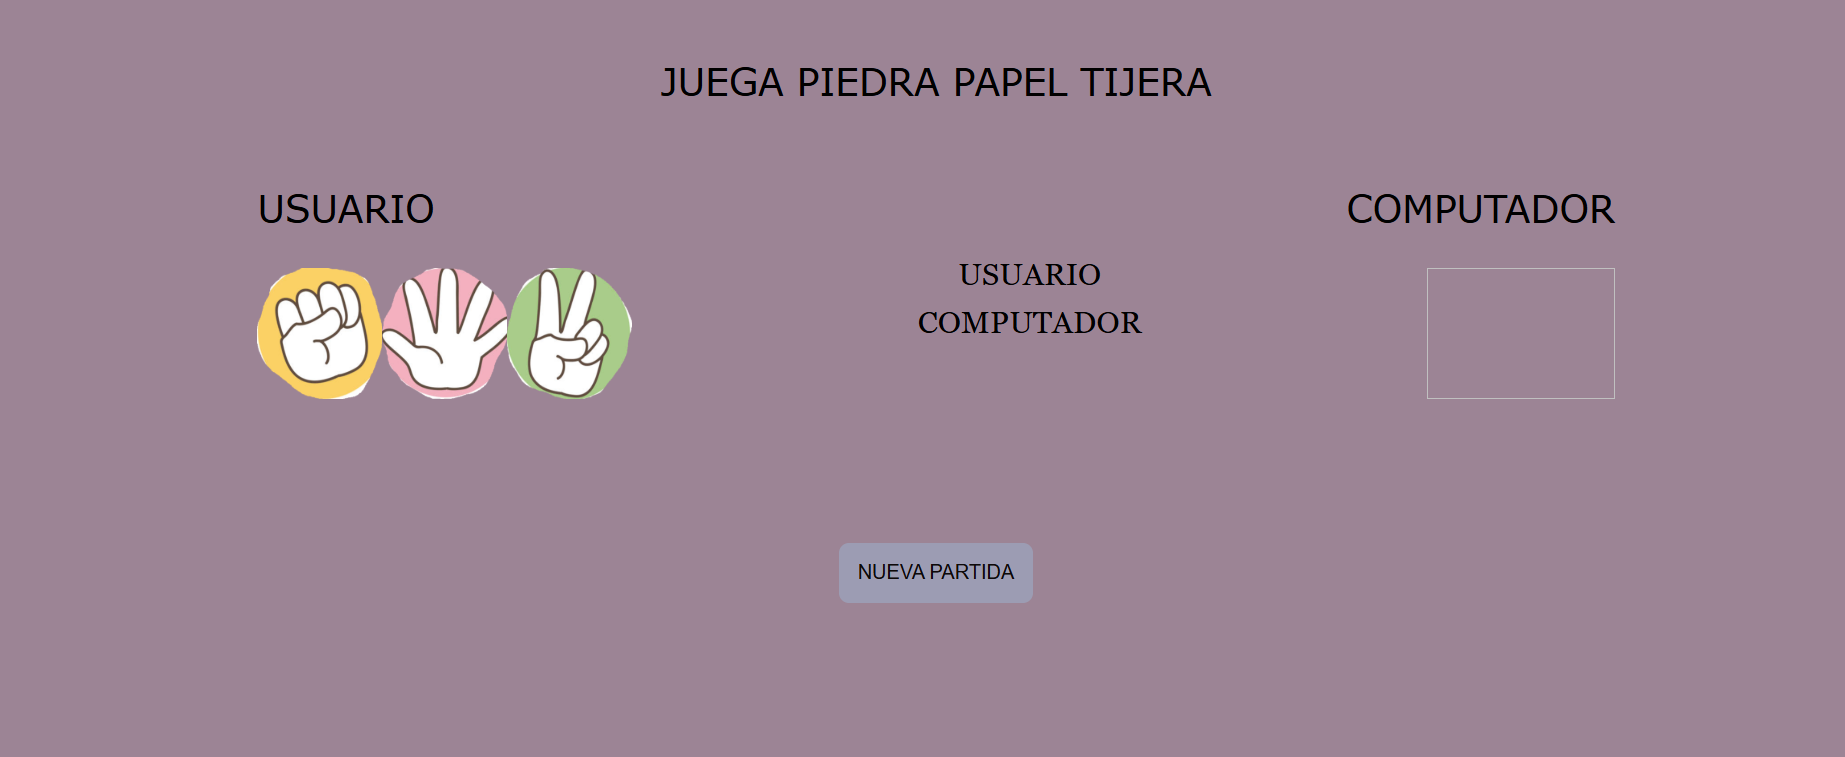 JUEGA PIEDRA PAPEL TIJERA
USUARIO
COMPUTADOR
USUARIO
COMPUTADOR
NUEVA PARTIDA